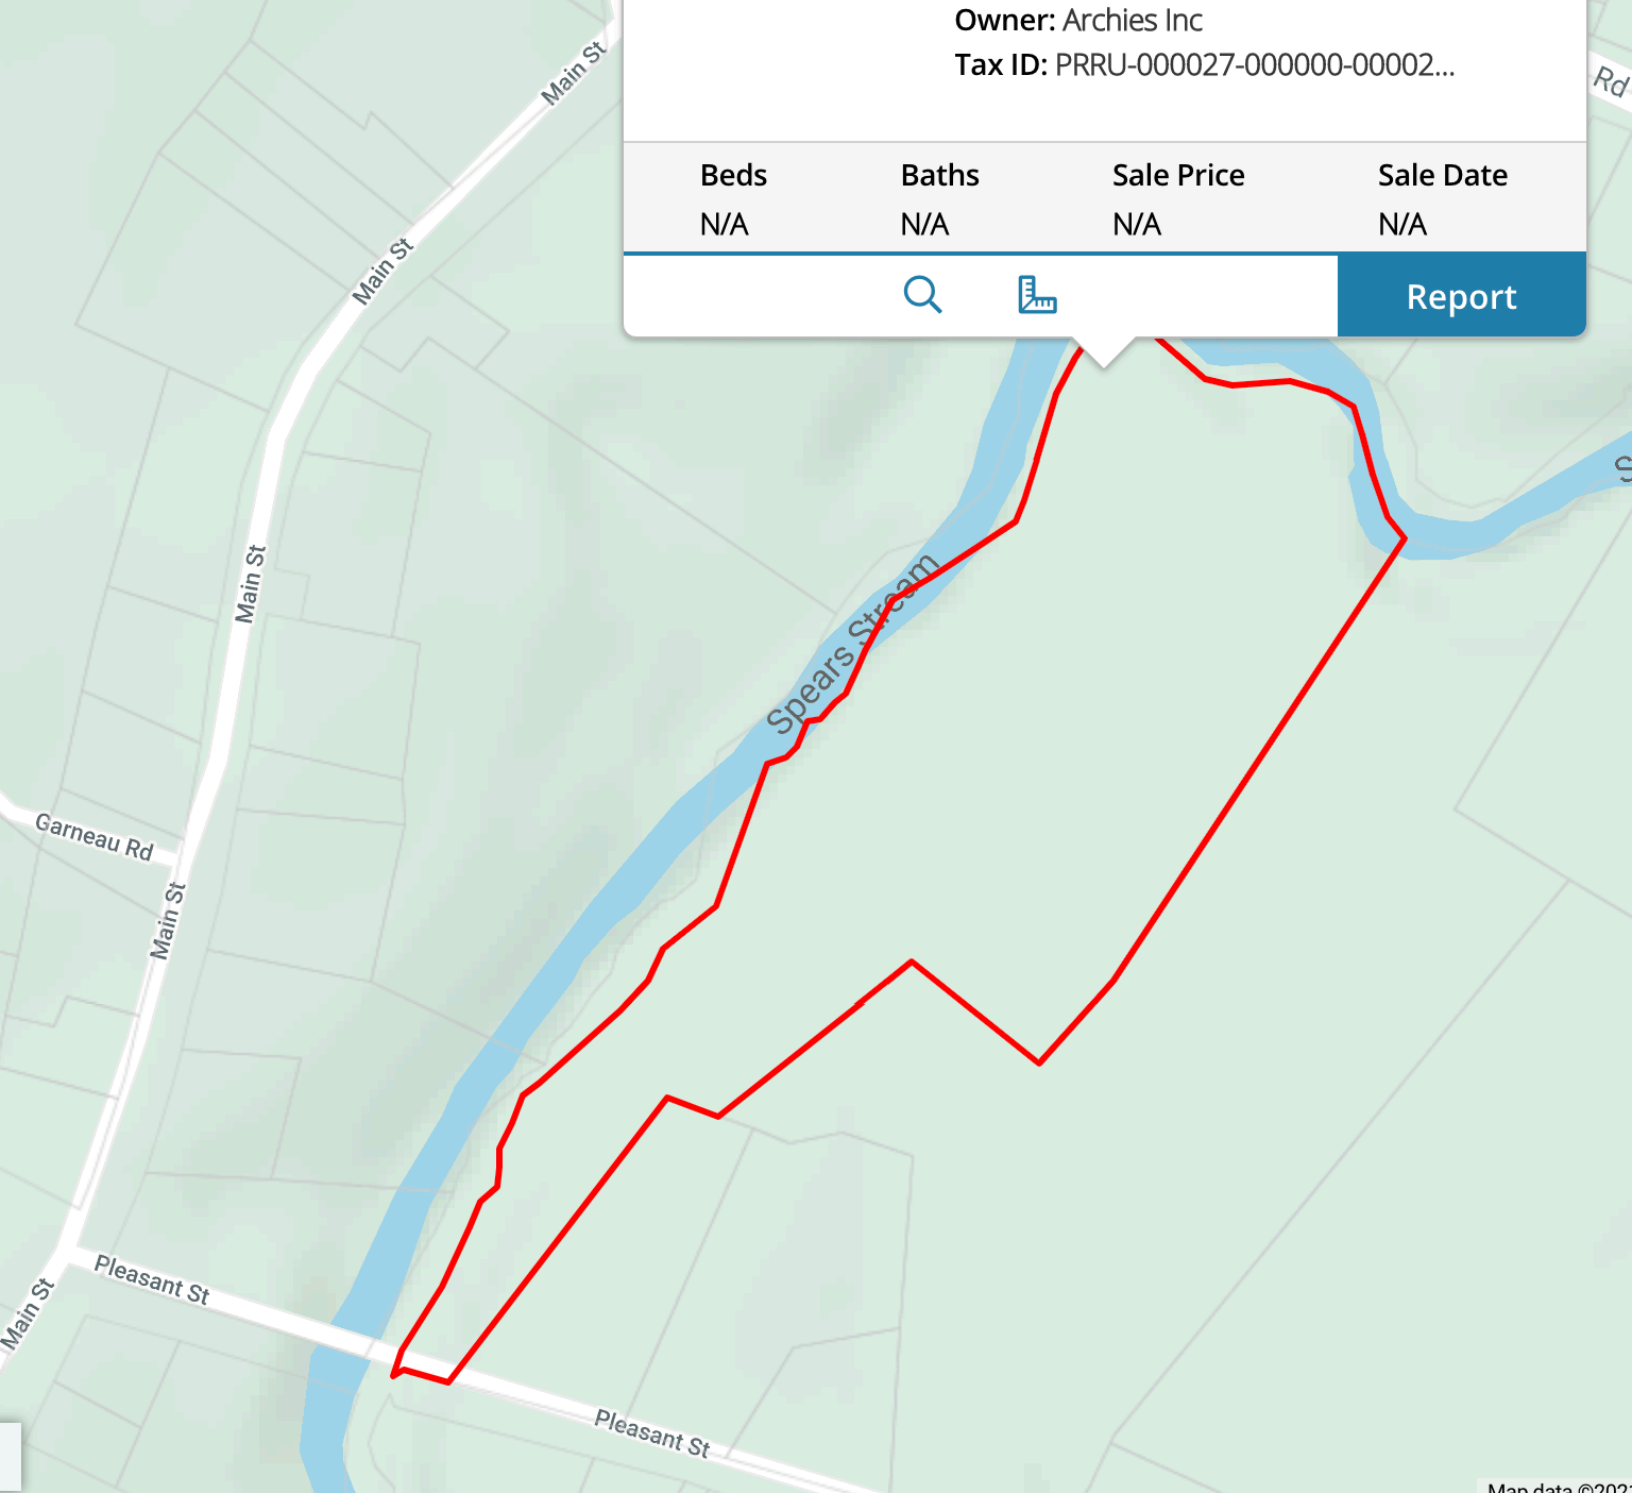 Owner: Archies Inc
Tax ID: PRRU-000027-000000-00002...
Beds
Baths
Sale Price
Sale Date
N/A
N/A
N/A
N/A
Report
Main St
Rd
Main St
S
Main St
Spears Stream
Garneau Rd
Main St
Pleasant St
Main St
Pleasant St